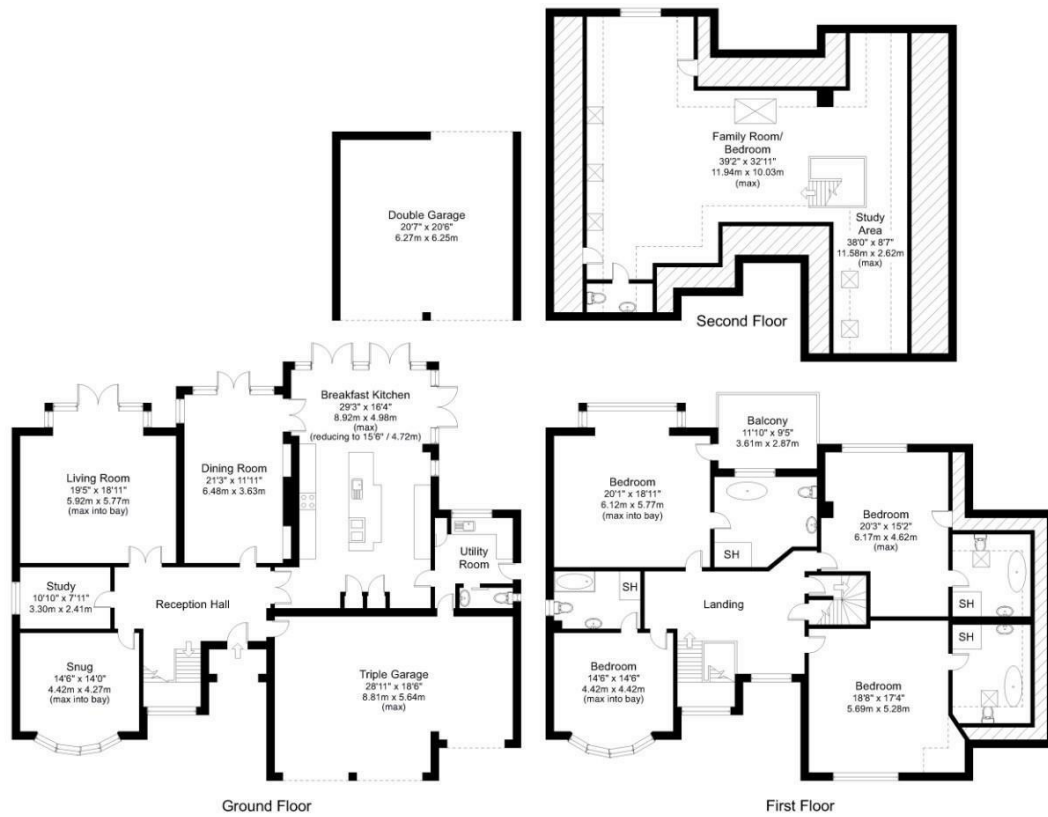 Family Room/
Bedroom
39'2" x 32'11"
11.94m x 10.03m
(max)
Study
Area
38'0" x 8'7"
11.58m x 2.62m
(max)
Second Floor
Double Garage
20'7" x 20'6"
6.27m x 6.25m
Breakfast Kitchen
29'3" x 16'4"
8.92m x 4.98m
(max)
(reducing to 15'6" / 4.72m)
Living Room
19'5" x 18'11"
5.92m x 5.77m
(max into bay)
Dining Room
21'3" x 11'11"
6.48m x 3.63m
Utility
Room
Study
10'10" x 7'11"
3.30m x 2.41m
Reception Hall
Snug
14'6" x 14'0"
4.42m x 4.27m
(max into bay)
Triple Garage
28'11" x 18'6"
8.81m x 5.64m
(max)
Ground Floor
Balcony
11'10" x 9'5"
3.61m x 2.87m
Bedroom
20'1" x 18'11"
6.12m x 5.77m
(max into bay)
Bedroom
20'3" x 15'2"
6.17m x 4.62m
(max)
SH
SH
SH
SH
Landing
Bedroom
14'6" x 14'6"
4.42m x 4.42m
(max into bay)
Bedroom
18'8" x 17'4"
5.69m x 5.28m
First Floor